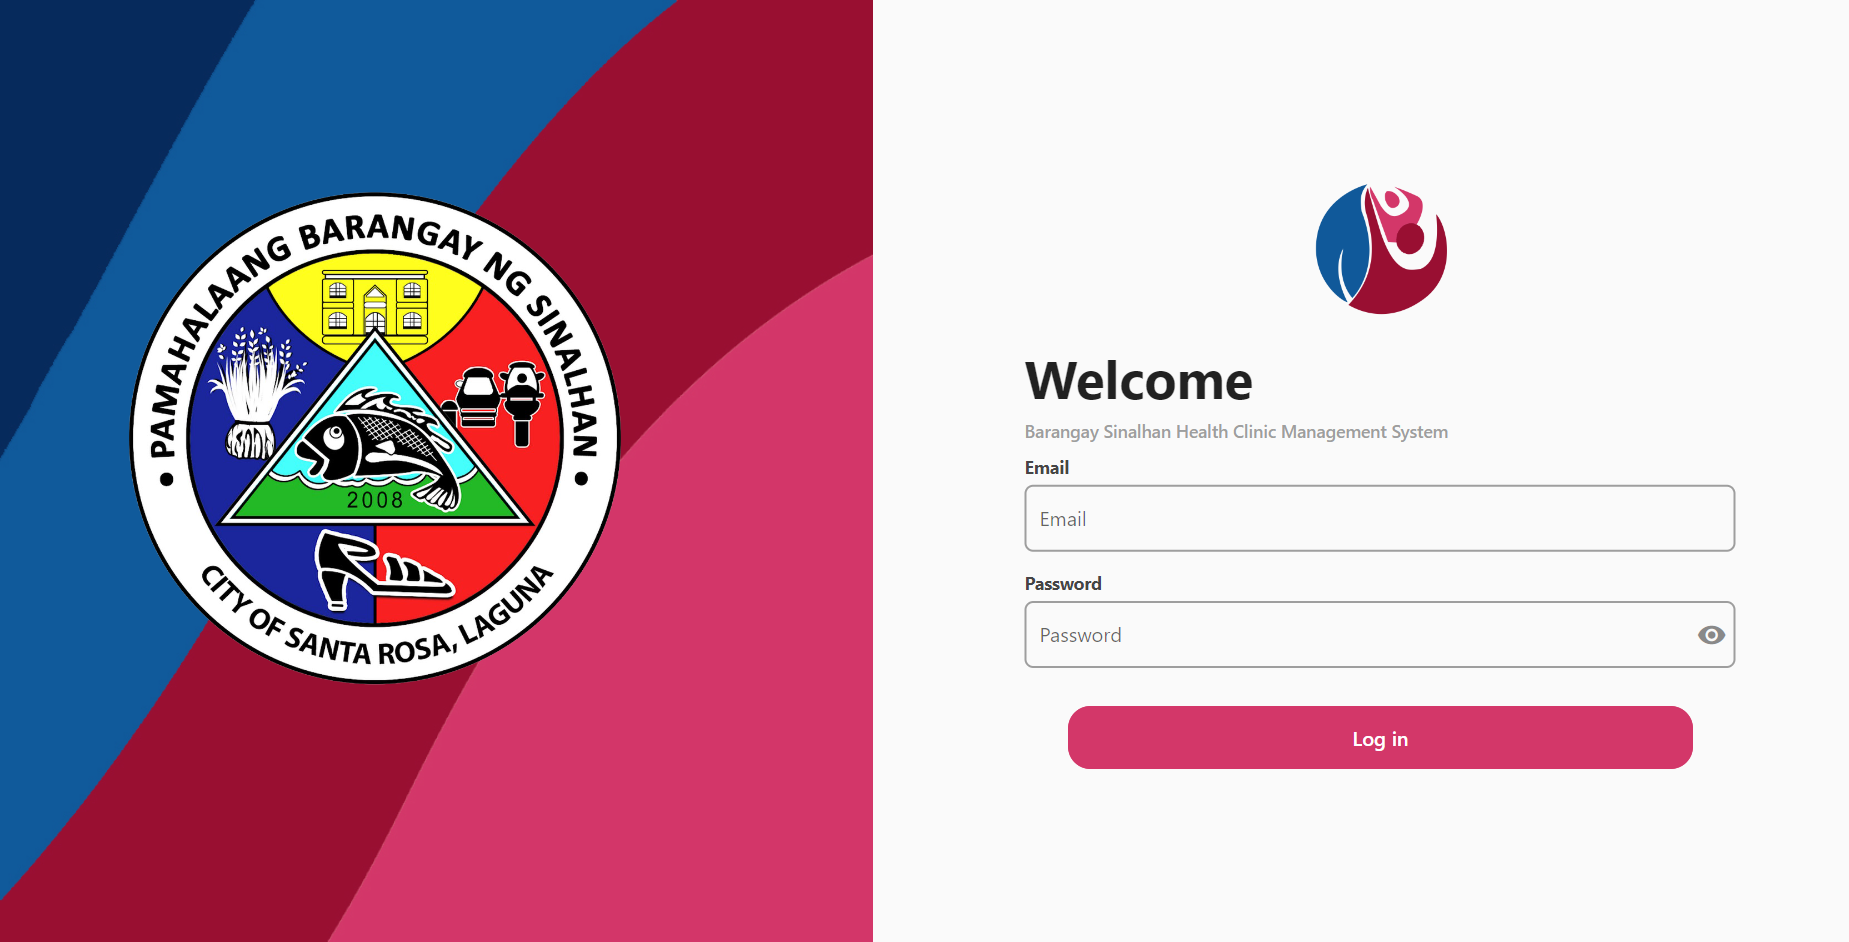 PAMAHALAANG BARANGAY NG SINALHAN
2008
CITY OF SANTA ROSA, LAGUNA
Welcome
Barangay Sinalhan Health Clinic Management System
Email
Email
Password
Password
Log in